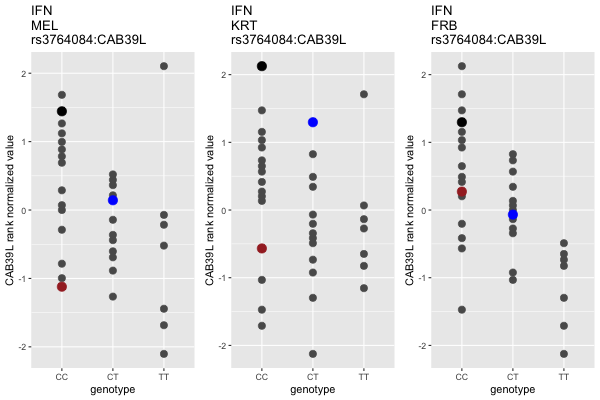 IFN
MEL
rs3764084:CAB39L
CAB39L rank normalized value
2
1
0
-1
-2
CC CT TT
genotype
IFN
KRT
rs3764084:CAB39L
CAB39L rank normalized value
2
1
0
-1
-2
CC CT TT
genotype
IFN
FRB
rs3764084:CAB39L
CAB39L rank normalized value
2
1
0
-1
-2
CC CT TT
genotype